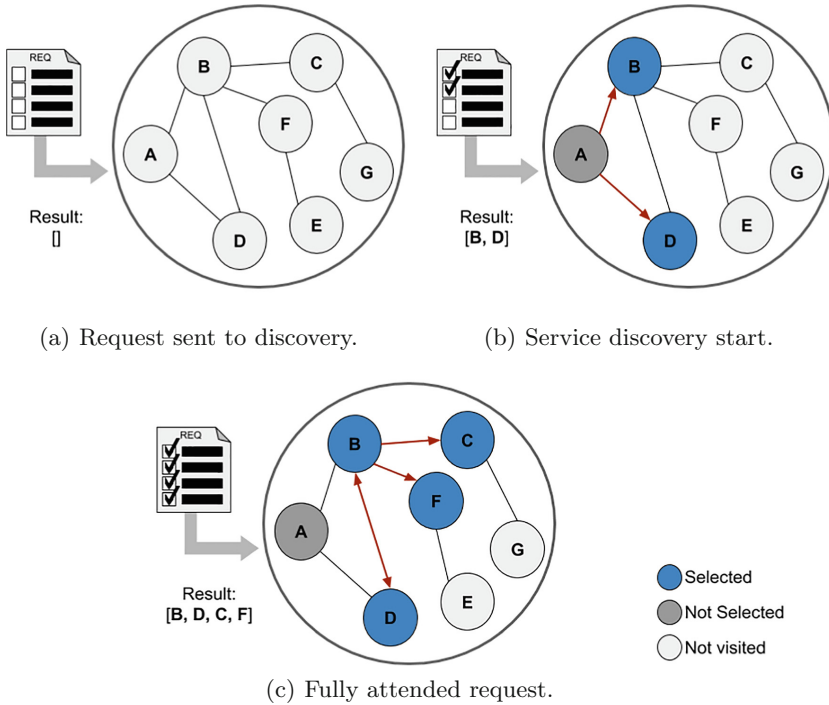 REQ
B
C
F
A
G
E
D
Result:
[]
(a) Request sent to discovery.
REQ
B
C
F
A
G
E
D
Result:
[B, D]
(b) Service discovery start.
REQ
B
C
F
A
G
E
D
Result:
[B, D, C, F]
Selected
Not Selected
Not visited
(c) Fully attended request.